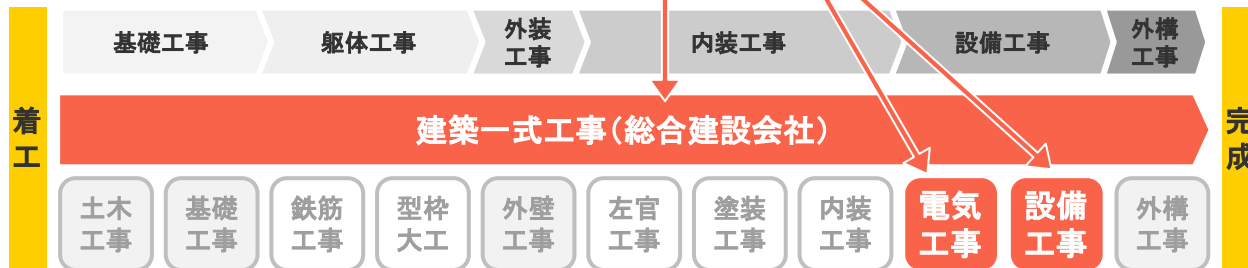 着
工
基礎工事
躯体工事
外装
工事
内装工事
設備工事
外構
工事
建築一式工事（総合建設会社）
土木
工事
基礎
工事
鉄筋
工事
型枠
大工
外壁
工事
左官
工事
塗装
工事
内装
工事
電気
工事
設備
工事
外構
工事
完
成